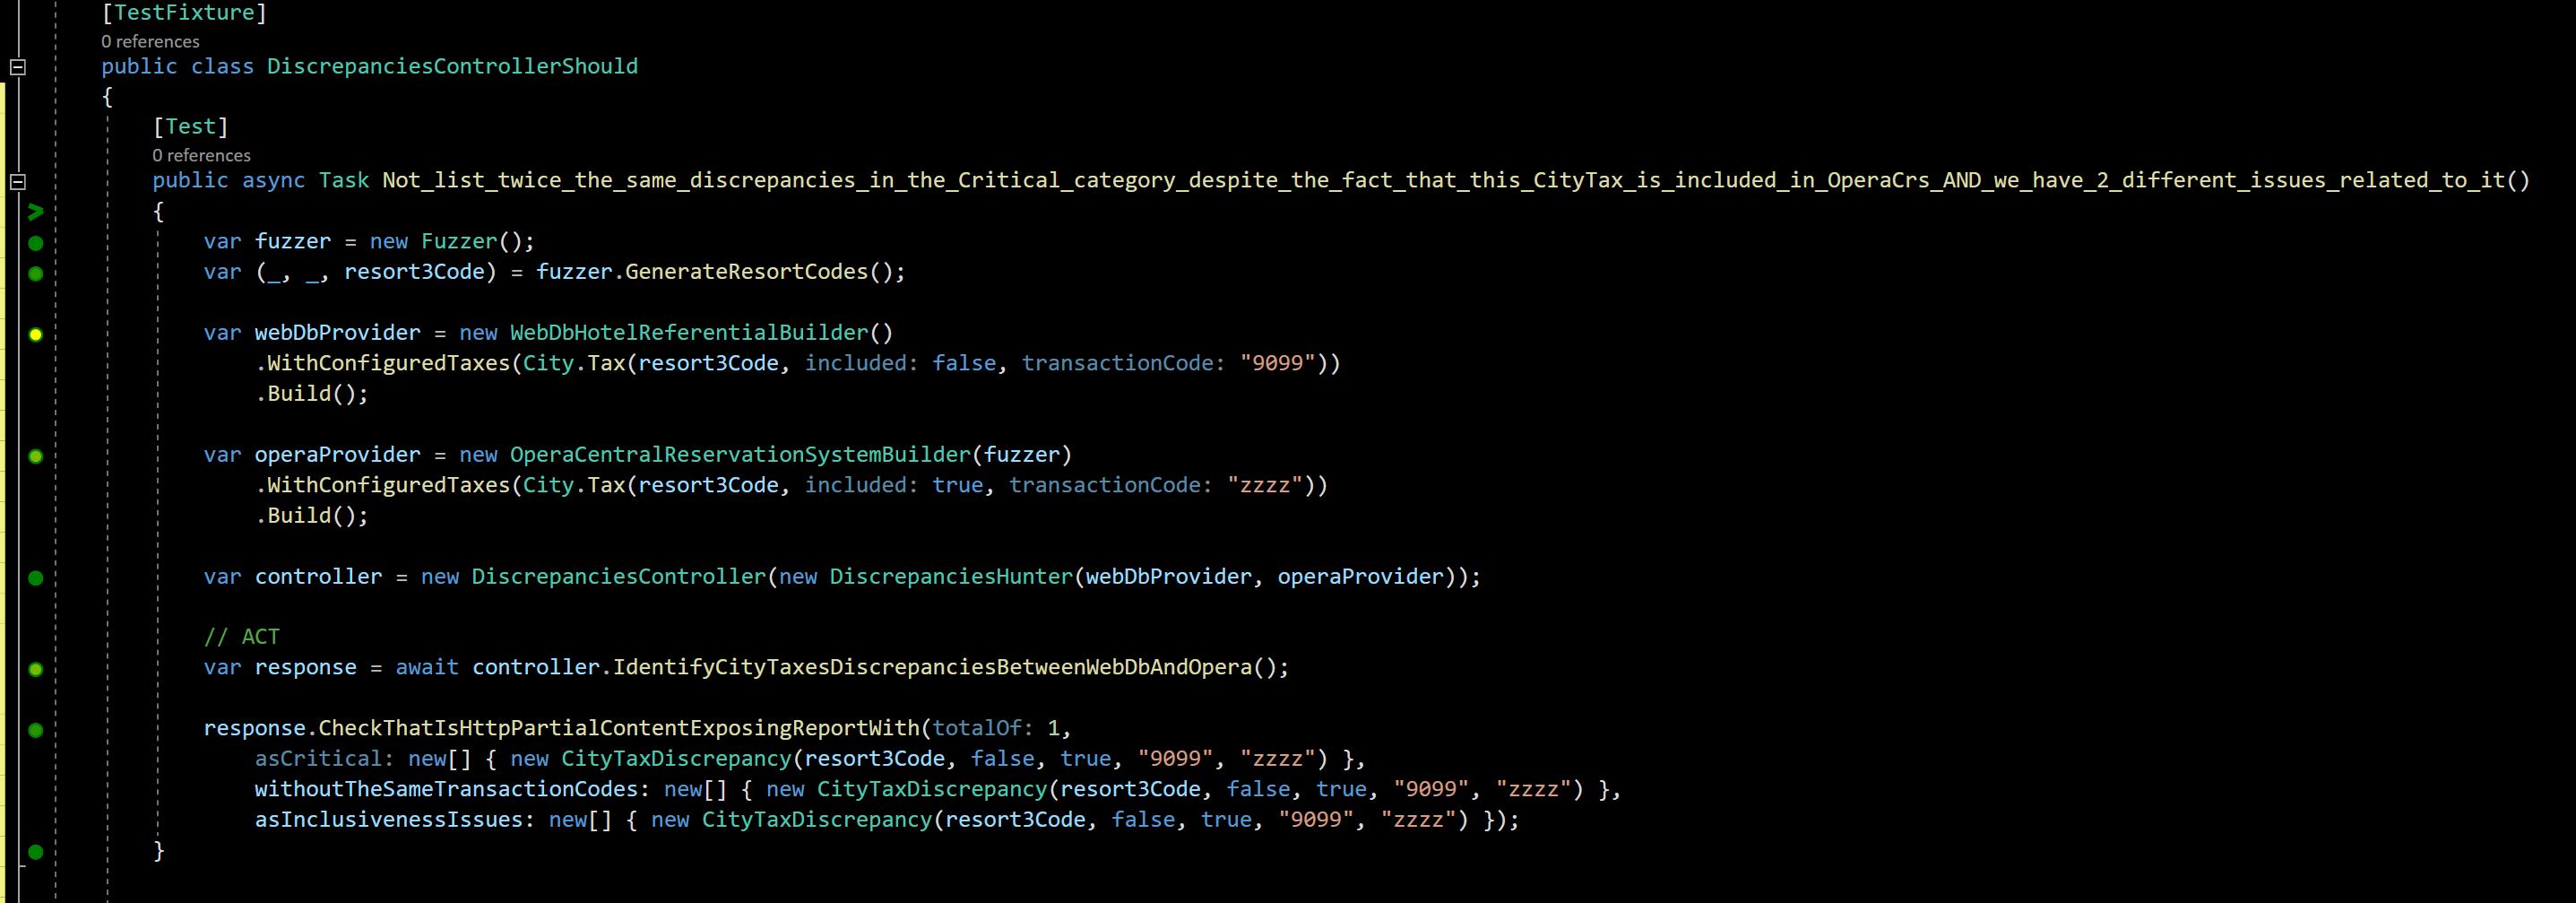 [TestFixture]
0 references
public class DiscrepanciesControllerShould
{
[Test]
0 references
public async Task Not_list_twice_the_same_discrepancies_in_the_Critical_category_despite_the_fact_that_this_CityTax_is_included_in_OperaCrs_AND_we_have_2_different_issues_related_to_it()
{
var fuzzer = new Fuzzer();
var (_, _, resort3Code) = fuzzer.GenerateResortCodes();
var webDbProvider = new WebDbHotelReferentialBuilder()
.WithConfiguredTaxes(City.Tax(resort3Code, included: false, transactionCode: "9099"))
.Build();
var operaProvider = new OperaCentralReservationSystemBuilder(fuzzer)
.WithConfiguredTaxes(City.Tax(resort3Code, included: true, transactionCode: "zzzz"))
.Build();
var controller = new DiscrepanciesController(new DiscrepanciesHunter(webDbProvider, operaProvider));
// ACT
var response = await controller.IdentifyCityTaxesDiscrepanciesBetweenWebDbAndOpera();
response.CheckThatIsHttpPartialContentExposingReportWith(totalOf: 1,
asCritical: new[] { new CityTaxDiscrepancy(resort3Code, false, true, "9099", "zzzz") },
withoutTheSameTransactionCodes: new[] { new CityTaxDiscrepancy(resort3Code, false, true, "9099", "zzzz") },
asInclusivenessIssues: new[] { new CityTaxDiscrepancy(resort3Code, false, true, "9099", "zzzz") });
}